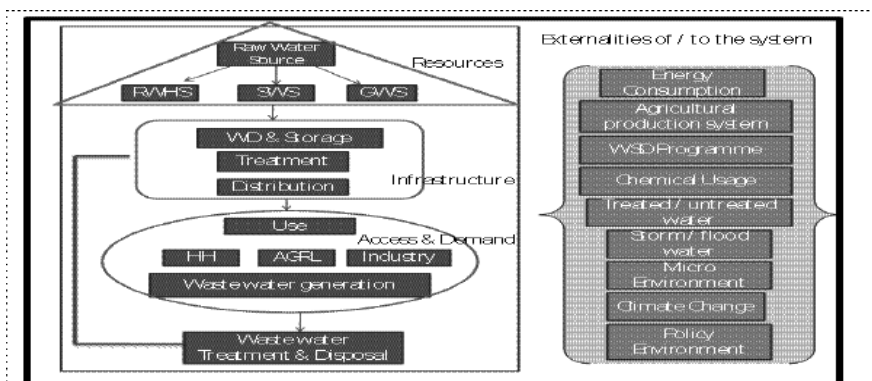 Raw Water
Source
Resources
RWHS
SWS
GWS
WD & Storage
Treatment
Distribution
Infrastructure
Use
Access & Demand
HH
AGRL
Industry
Wastewater generation
Wastewater
Treatment & Disposal
Externalities of / to the system
Energy
Consumption
Agricultural
production system
WSD Programme
Chemical Usage
Treated / untreated
water
Storm / flood
water
Micro
Environment
Climate Change
Policy
Environment